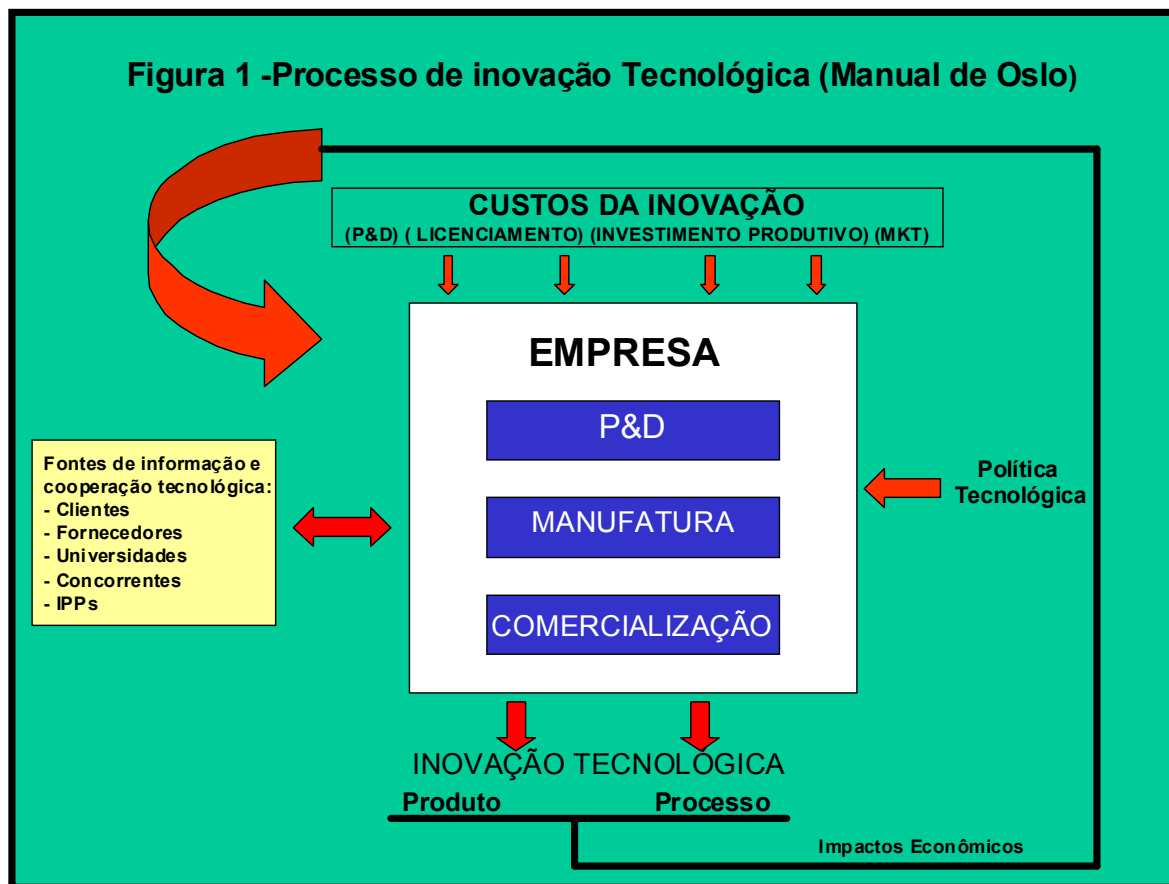 Figura 1 -Processo de inovação Tecnológica (Manual de Oslo)
CUSTOS DA INOVAÇÃO
(P&D) ( LICENCIAMENTO) (INVESTIMENTO PRODUTIVO) (MKT)
EMPRESA
P&D
MANUFATURA
COMERCIALIZAÇÃO
Fontes de informação e
cooperação tecnológica:
- Clientes
- Fornecedores
- Universidades
- Concorrentes
- IPPs
Política
Tecnológica
INOVAÇÃO TECNOLÓGICA
Produto Processo
Impactos Econômicos